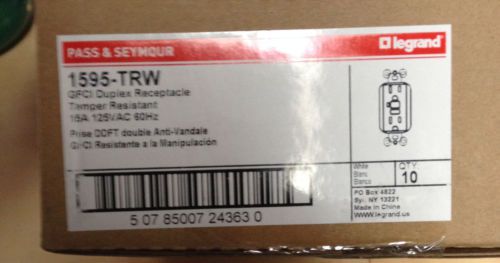 PASS & SEYMOUR
legrand
1595-TRW
GFCI Duplex Receptacle
Tamper Resistant
15A 125VAC 60Hz
Prise DDFT double Anti-Vandale
GFCI Resistente a la Manipulación
White
Blanc
Blanco
QTY
10
PO Box 4822
Syr. NY 13221
Made in China
www.legrand.us
5 07 85007 24363 0